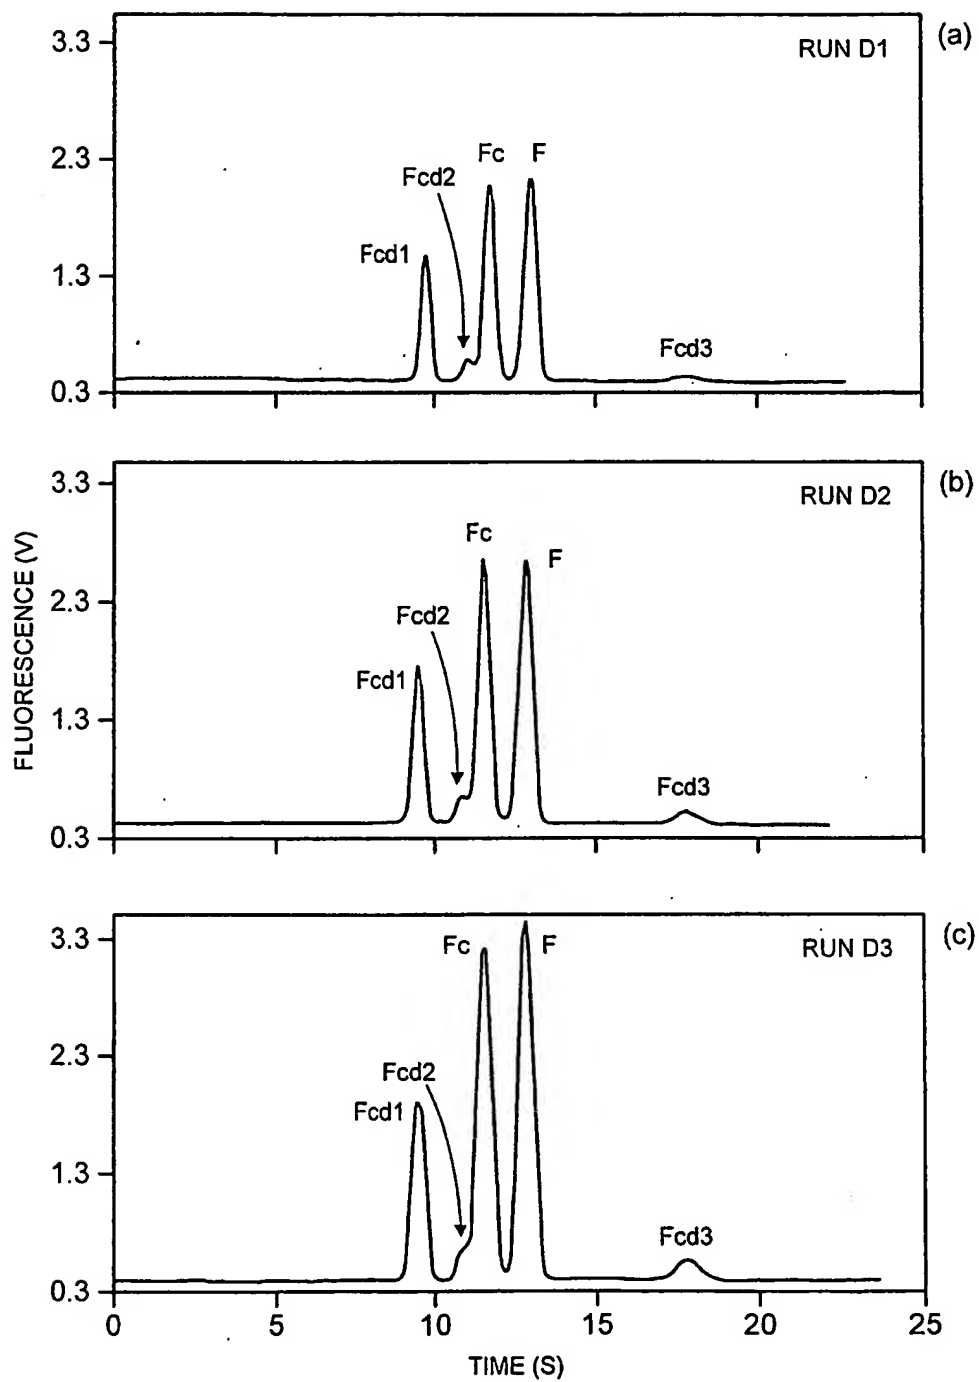 (a)
RUN D1
3.3
2.3
1.3
0.3
Fc F
Fcd2
Fcd1
Fcd3
(b)
RUN D2
3.3
2.3
1.3
0.3
Fc
F
Fcd2
Fcd1
Fcd3
FLUORESCENCE (V)
(c)
RUN D3
3.3
2.3
1.3
0.3
Fc F
Fcd2
Fcd1
Fcd3
0 5 10 15 20 25
TIME (S)